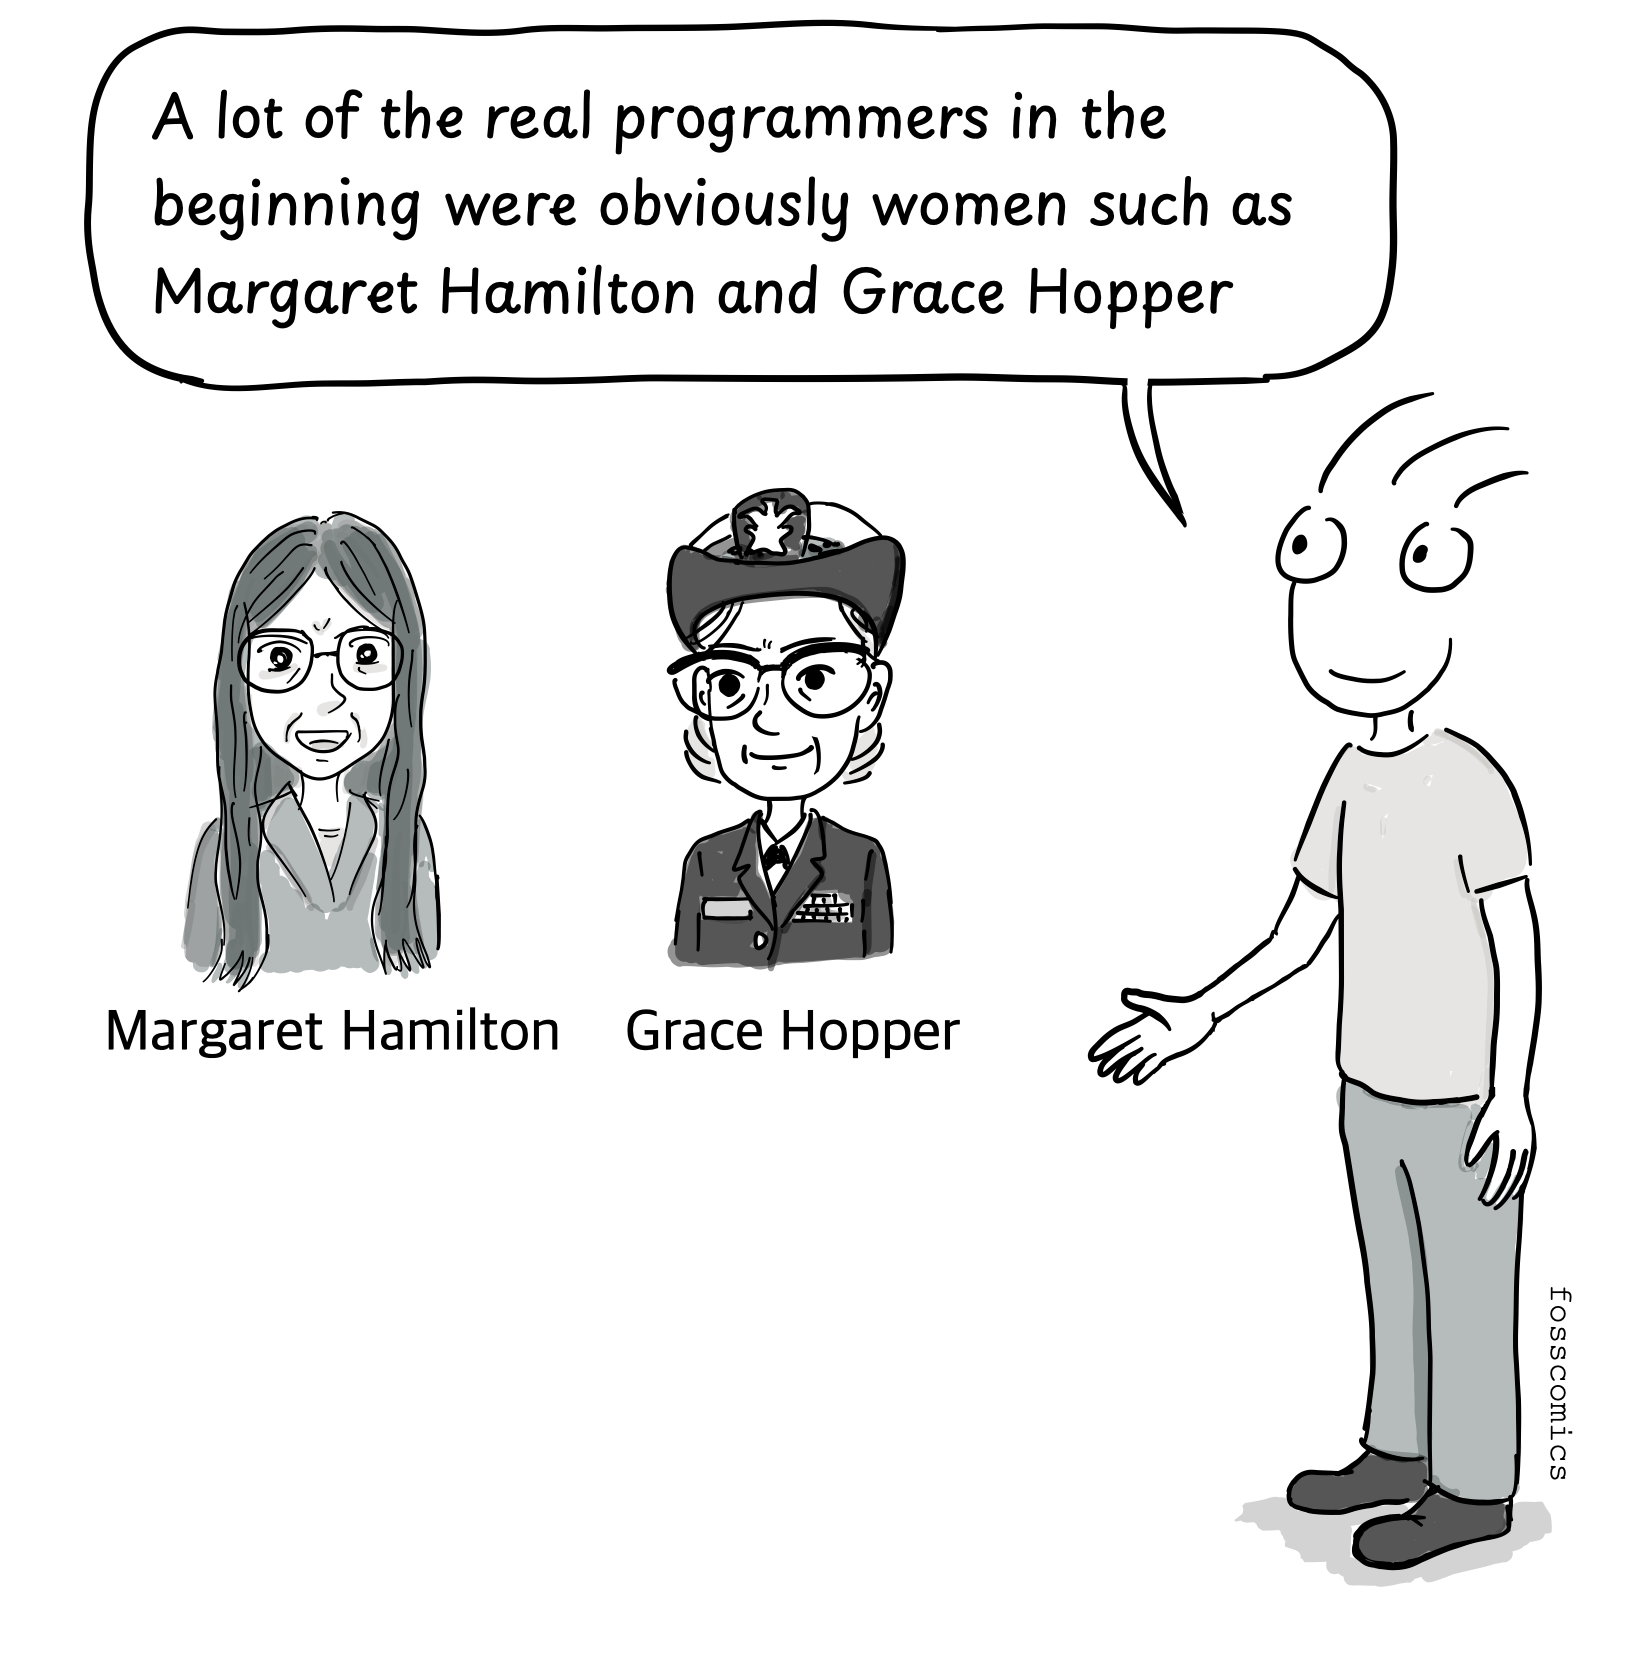 A lot of the real programmers in the
beginning were obviously women such as
Margaret Hamilton and Grace Hopper
Margaret Hamilton
Grace Hopper
fosscomics